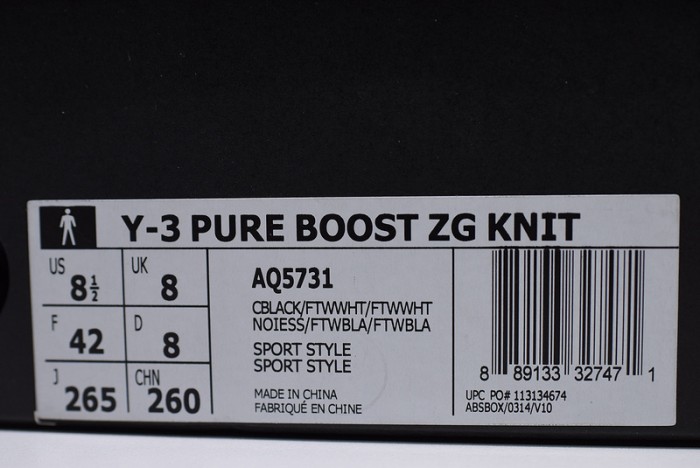 Y-3 PURE BOOST ZG KNIT
US 8½
UK 8
F 42
D 8
J 265
CHN 260
AQ5731
CBLACK/FTWWHT/FTWWHT
NOIESS/FTWBLA/FTWBLA
SPORT STYLE
SPORT STYLE
MADE IN CHINA
FABRIQUÉ EN CHINE
8 89133 32747 1
UPC PO# 113134674
ABSBOX/0314/V10